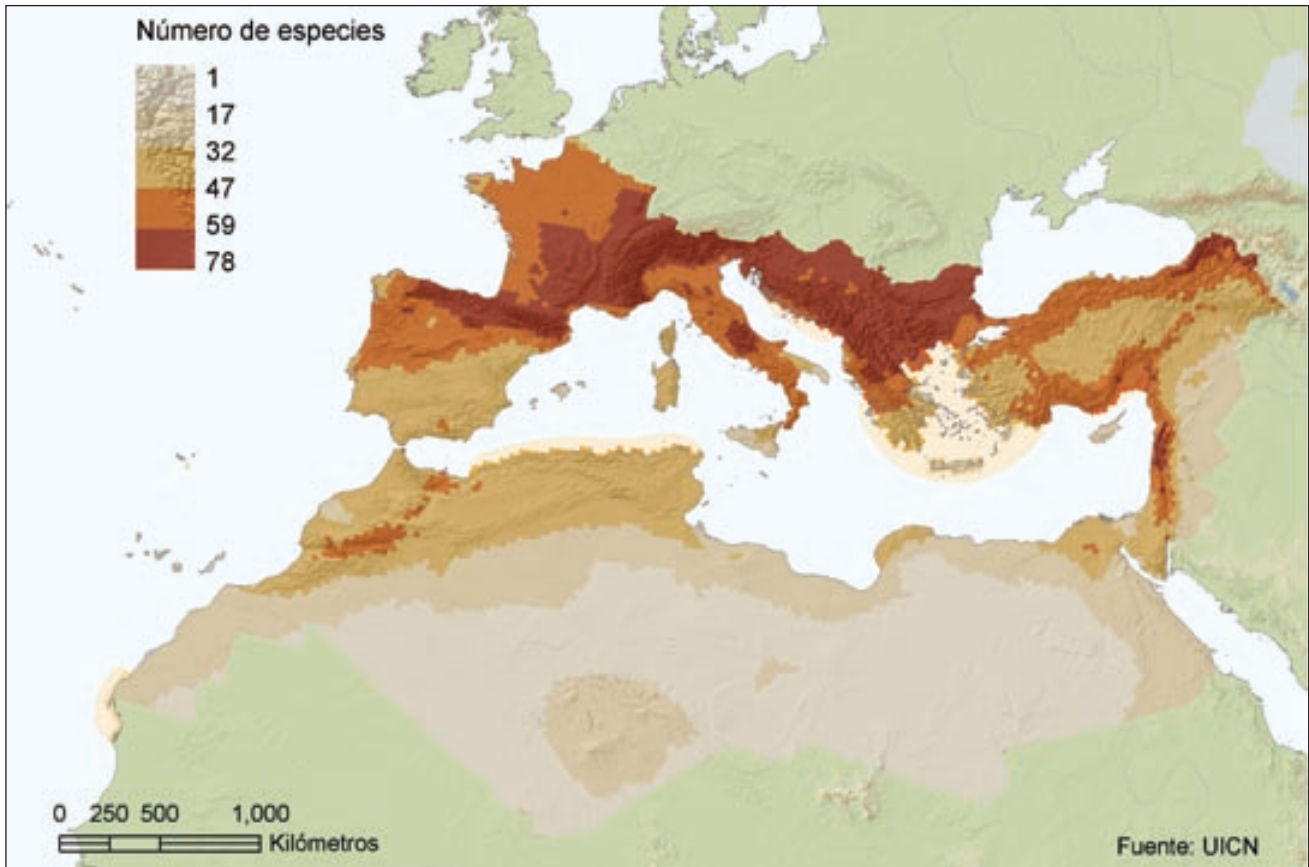 Número de especies
1
17
32
47
59
78
0 250 500 1,000
Kilómetros
Fuente: UICN